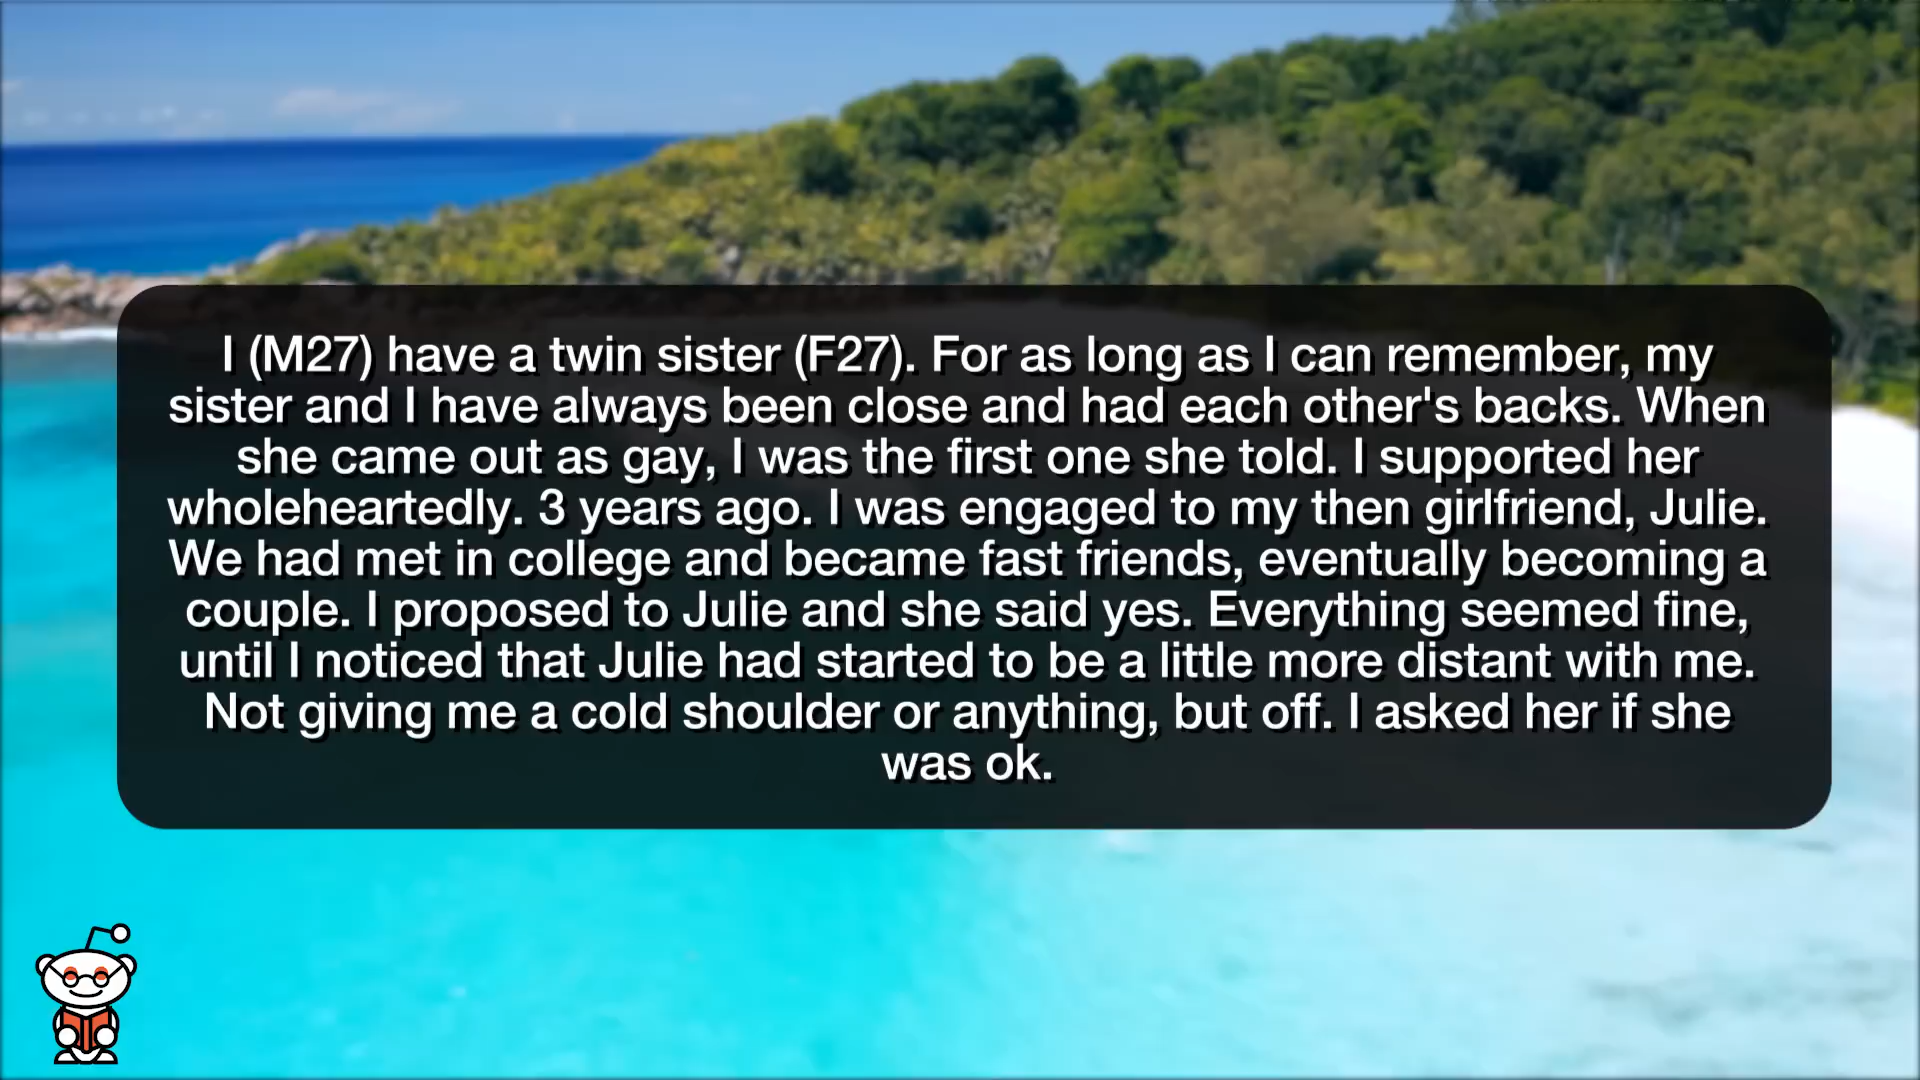 I (M27) have a twin sister (F27). For as long as I can remember, my
sister and I have always been close and had each other's backs. When
she came out as gay, I was the first one she told. I supported her
wholeheartedly. 3 years ago. I was engaged to my then girlfriend, Julie.
We had met in college and became fast friends, eventually becoming a
couple. I proposed to Julie and she said yes. Everything seemed fine,
until I noticed that Julie had started to be a little more distant with me.
Not giving me a cold shoulder or anything, but off. I asked her if she
was ok.